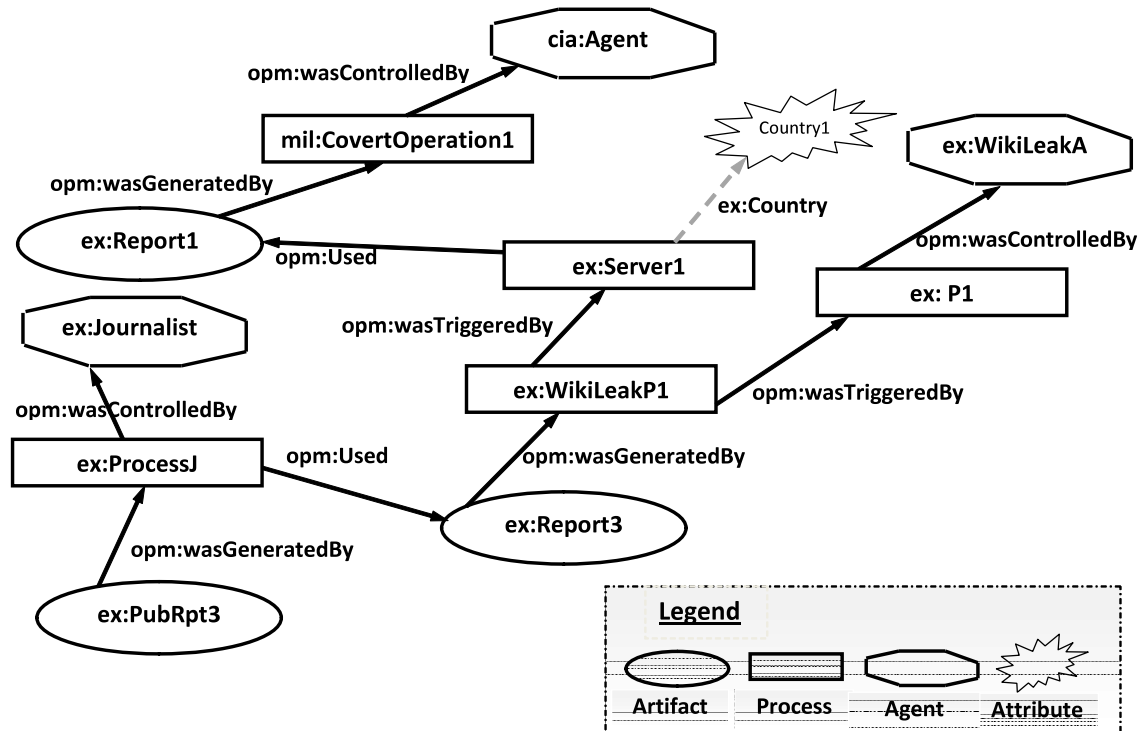 cia:Agent
opm:wasControlledBy
mil:CovertOperation1
Country1
ex:WikiLeakA
opm:wasGeneratedBy
ex:Country
ex:Report1
opm:Used
opm:wasControlledBy
ex:Server1
ex: P1
ex:Journalist
opm:wasTriggeredBy
ex:WikiLeakP1
opm:wasTriggeredBy
opm:wasControlledBy
ex:ProcessJ
opm:Used
opm:wasGeneratedBy
ex:Report3
opm:wasGeneratedBy
ex:PubRpt3
Legend
Artifact
Process
Agent
Attribute